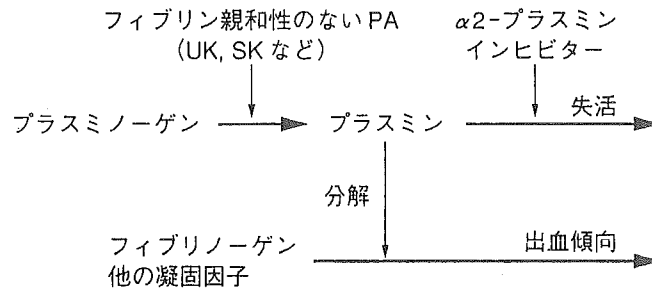 フィブリン親和性のないPA
(UK, SKなど)
α2-プラスミン
インヒビター
プラスミノーゲン
プラスミン
失活
分解
フィブリノーゲン
他の凝固因子
出血傾向